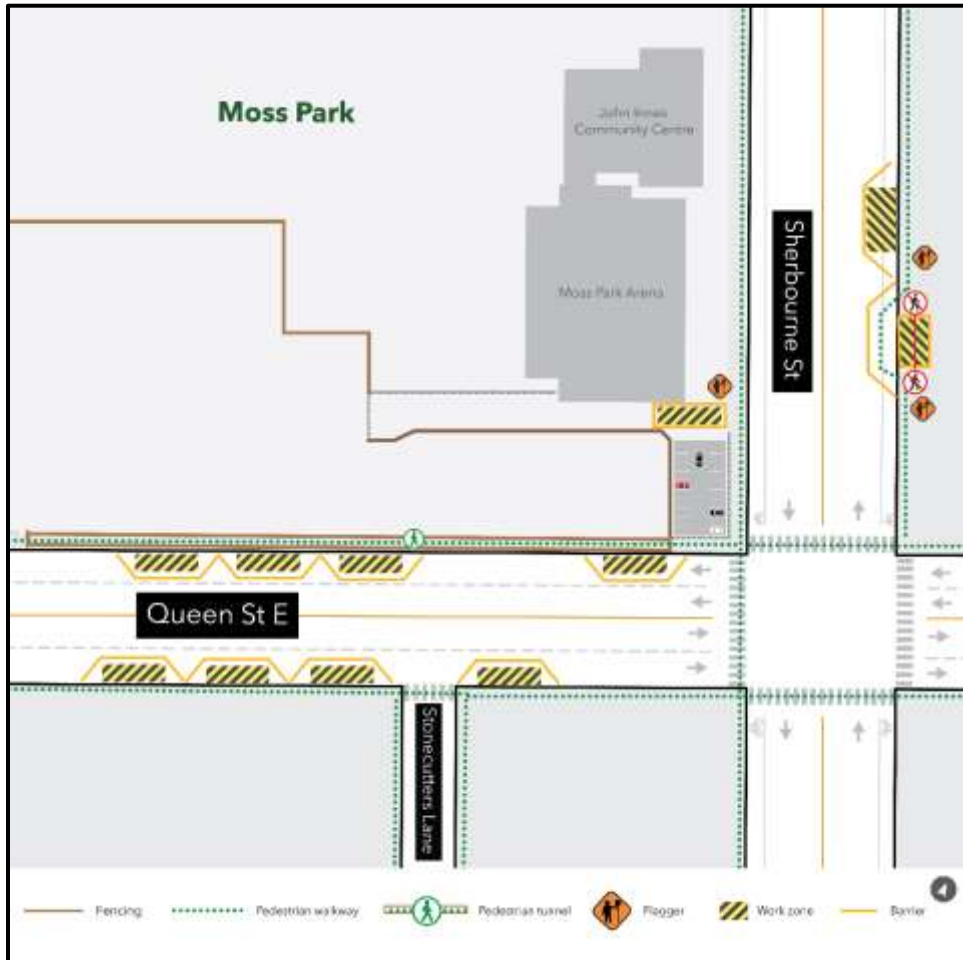 Moss Park
John Innes
Community Centre
Moss Park Arena
Sherbourne St
Queen St E
Stonecutters Lane
Fencing
Pedestrian walkway
Pedestrian tunnel
Flagger
Work zone
Barrier